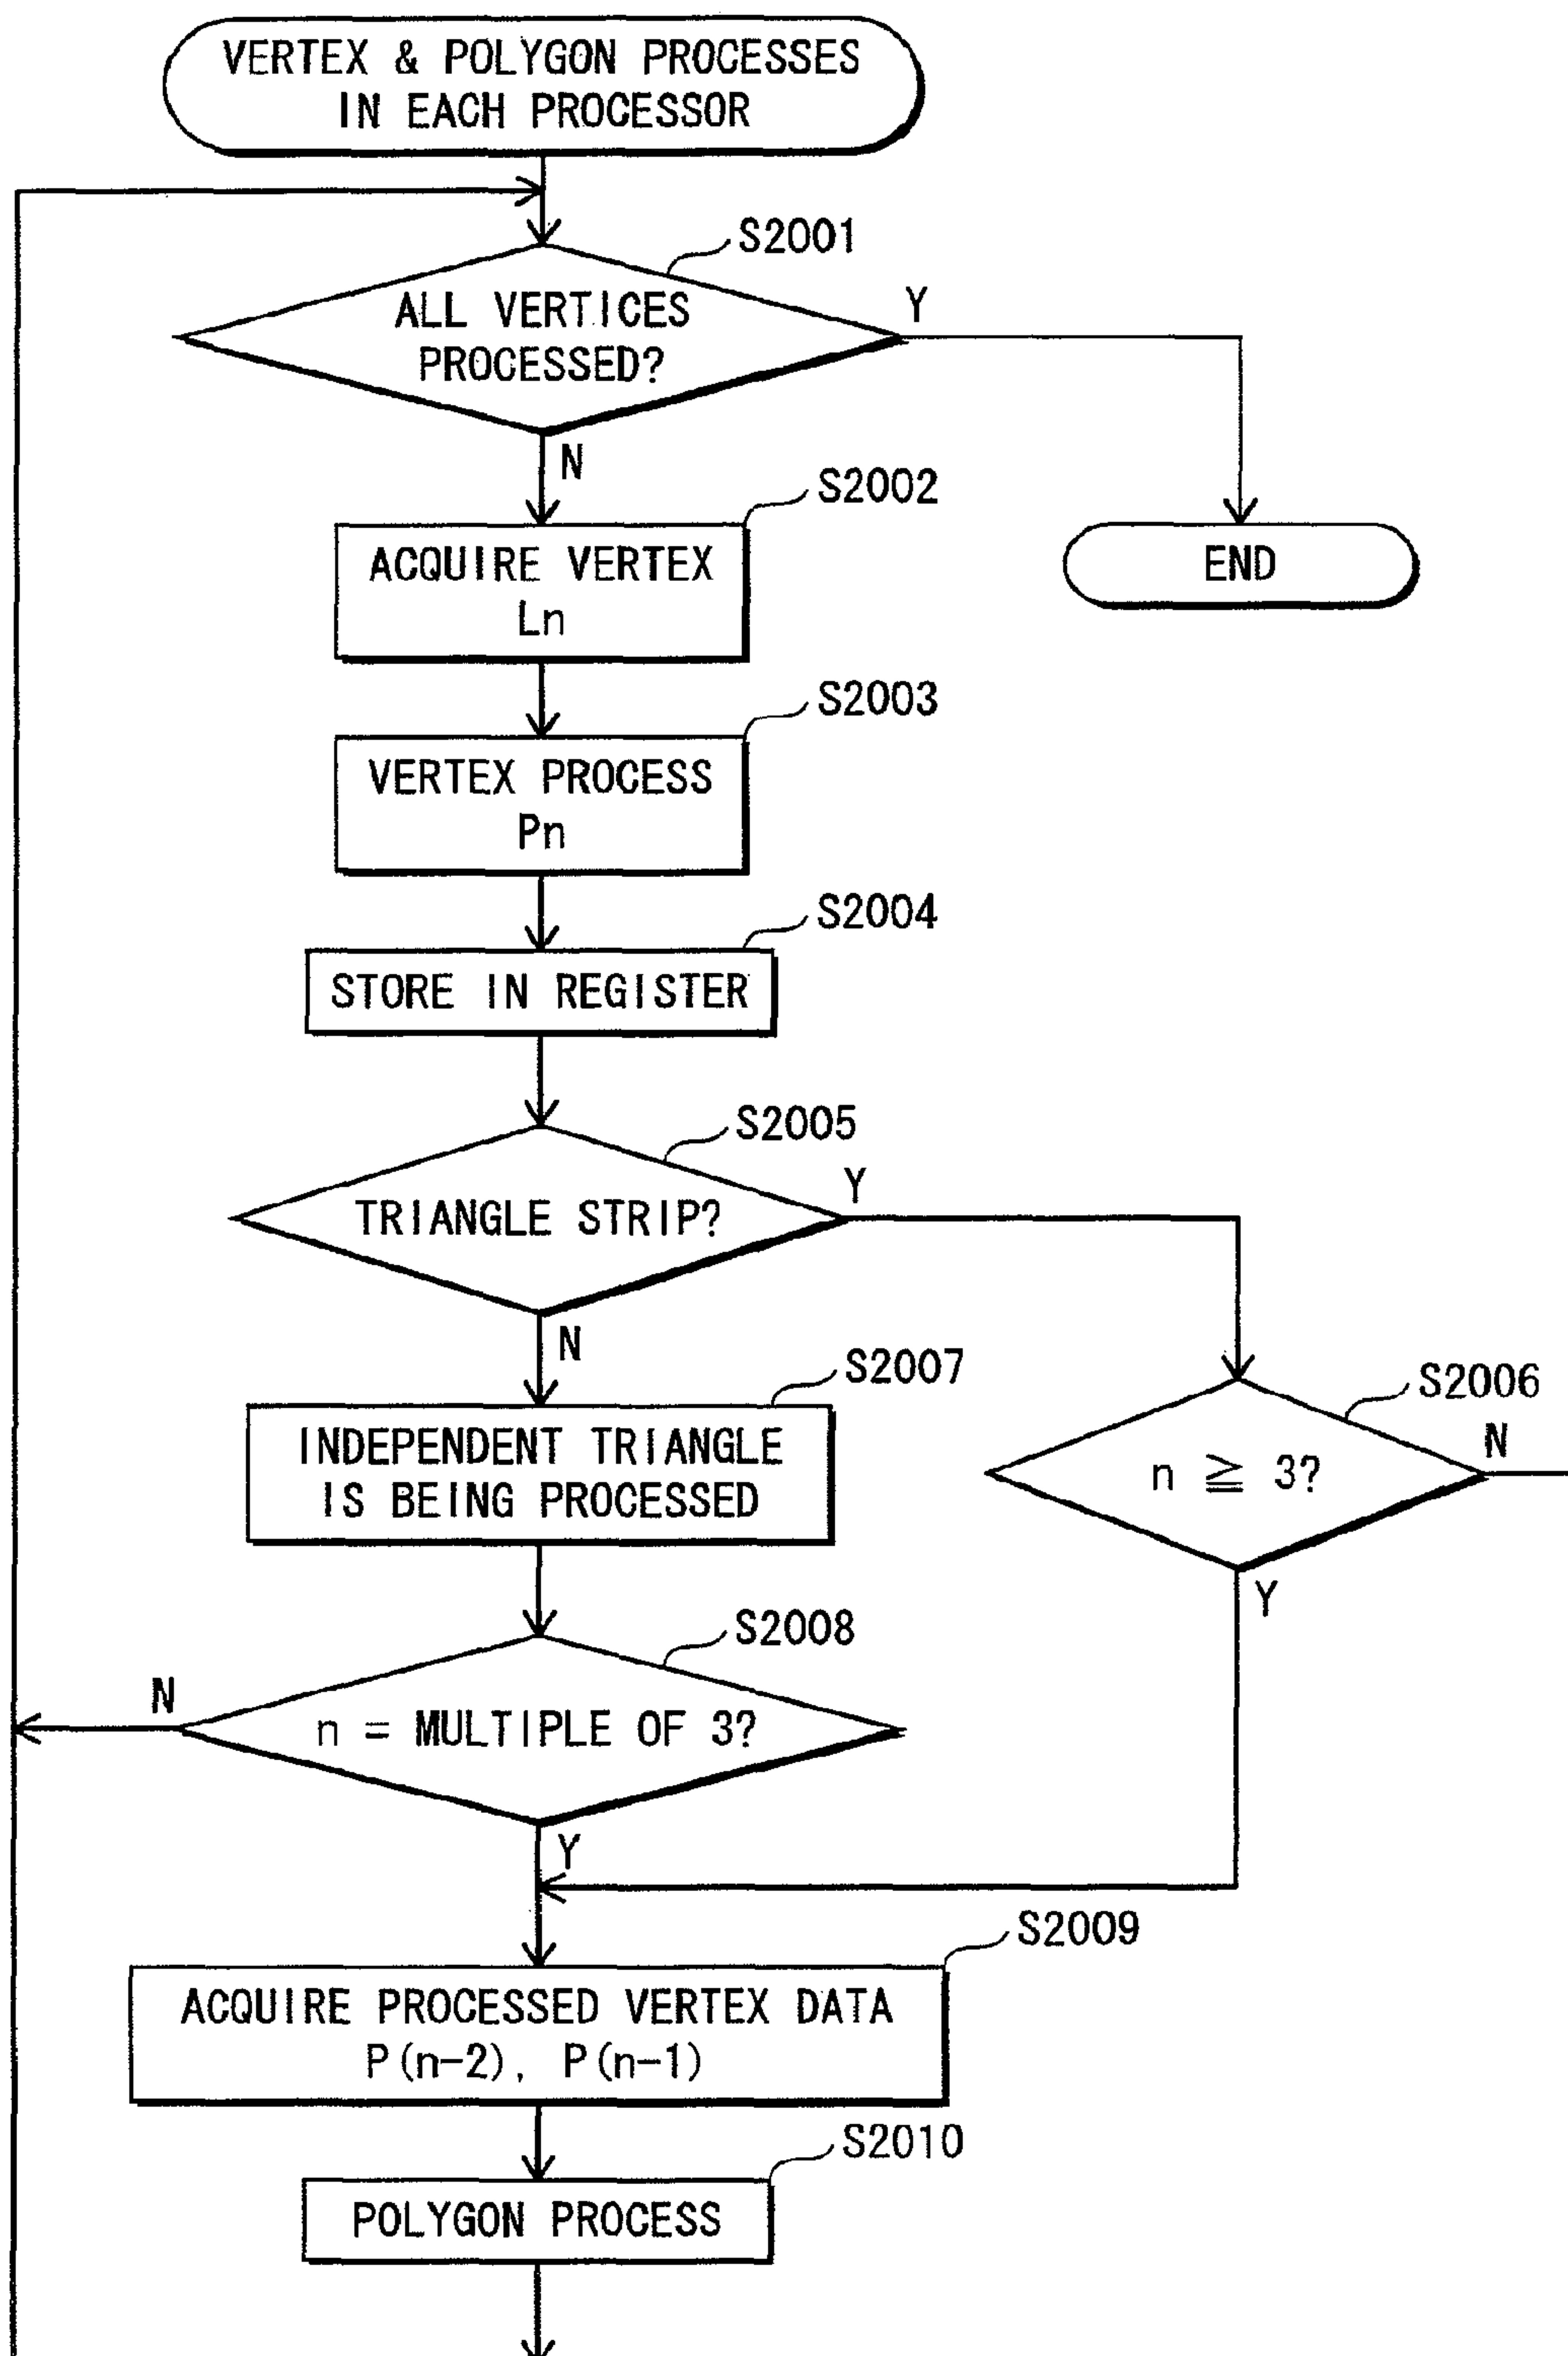 VERTEX & POLYGON PROCESSES
IN EACH PROCESSOR
S2001
ALL VERTICES
PROCESSED?
Y
N
S2002
ACQUIRE VERTEX
Ln
END
S2003
VERTEX PROCESS
Pn
S2004
STORE IN REGISTER
S2005
TRIANGLE STRIP?
Y
N
S2007
INDEPENDENT TRIANGLE
IS BEING PROCESSED
S2006
n ≧ 3?
N
Y
S2008
n = MULTIPLE OF 3?
N
Y
S2009
ACQUIRE PROCESSED VERTEX DATA
P(n-2), P(n-1)
S2010
POLYGON PROCESS